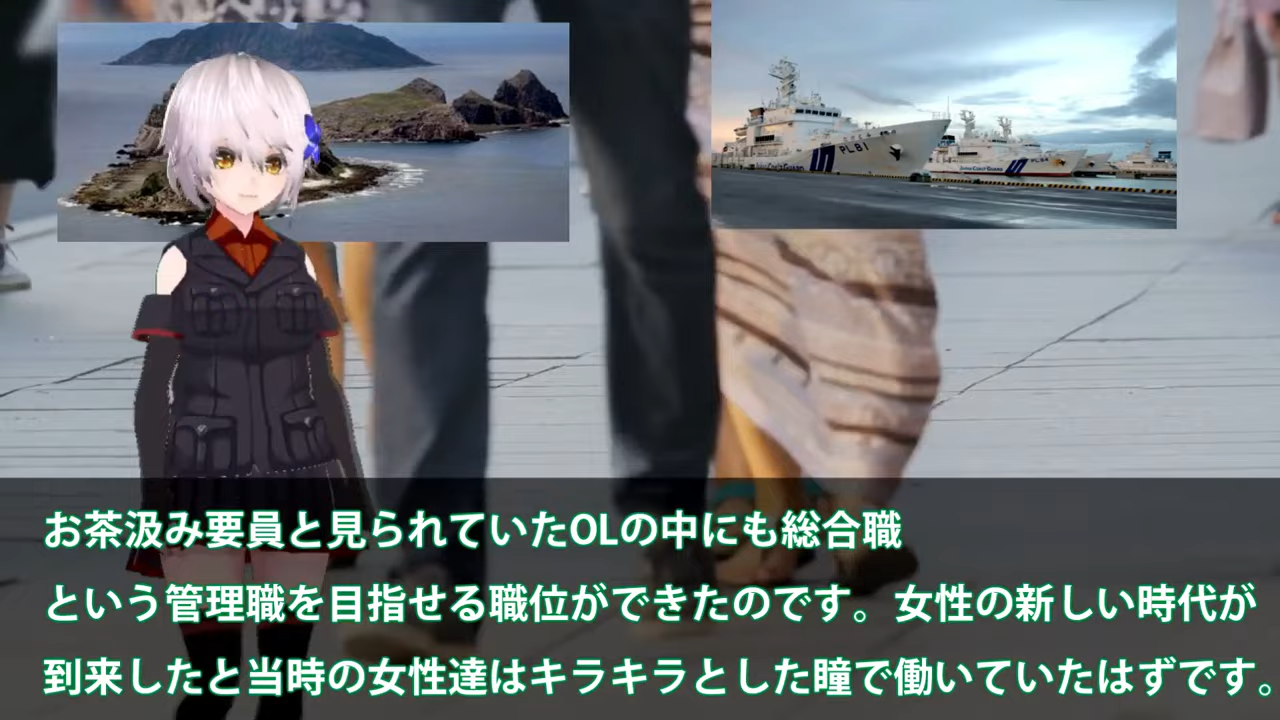 PL81
Japan Coast Guard
お茶汲み要員と見られていたOLの中にも総合職
という管理職を目指せる職位ができたのです。女性の新しい時代が
到来したと当時の女性達はキラキラとした瞳で働いていたはずです。